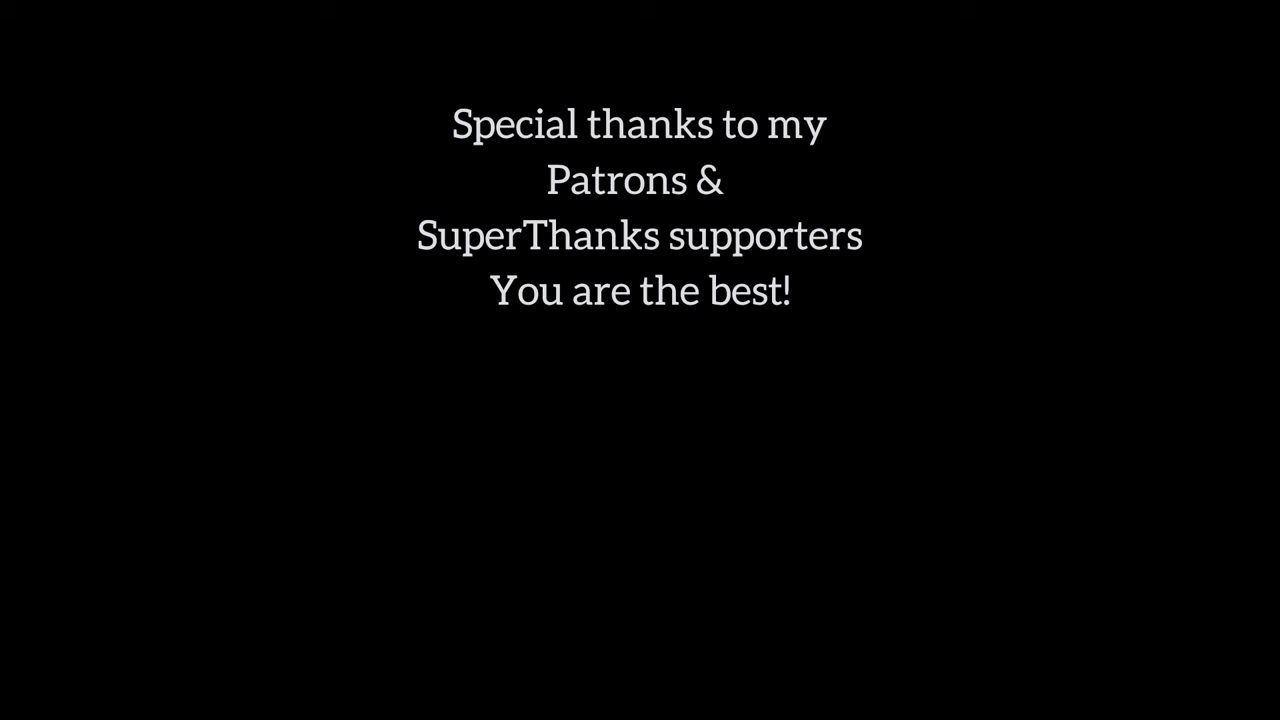 Special thanks to my
Patrons &
SuperThanks supporters
You are the best!